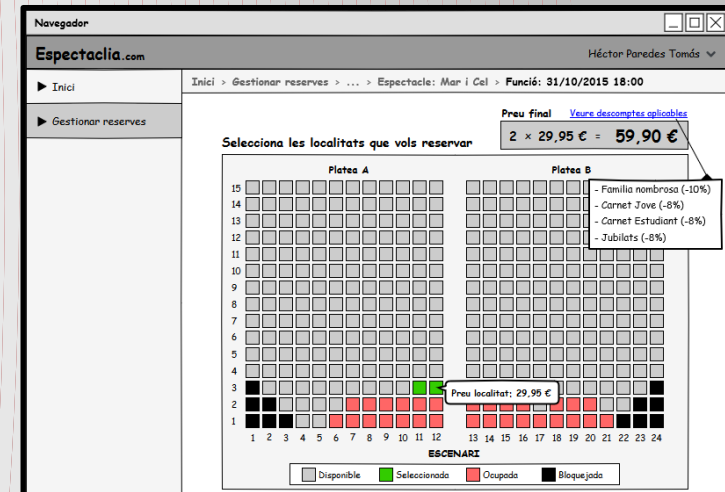 Navegador
Espectaclia.com
Héctor Paredes Tomás
Inici
Gestionar reserves
Inici > Gestionar reserves > ... > Espectacle: Mar i Cel > Funció: 31/10/2015 18:00
Preu final Veure descomptes aplicables
2 × 29,95 € = 59,90 €
Selecciona les localitats que vols reservar
Platea A Platea B
- Familia nombrosa (-10%)
- Carnet Jove (-8%)
- Carnet Estudiant (-8%)
- Jubilats (-8%)
15
14
13
12
11
10
9
8
7
6
5
4
3
Preu localitat: 29,95 €
2
1
1 2 3 4 5 6 7 8 9 10 11 12 13 14 15 16 17 18 19 20 21 22 23 24
ESCENARI
Disponible Seleccionada Ocupada Bloquejada